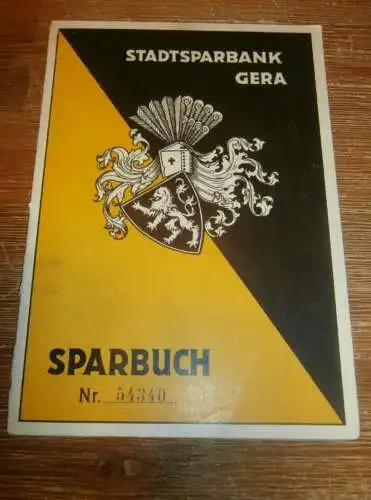 STADTSPARBANK
GERA
SPARBUCH
Nr. 54340